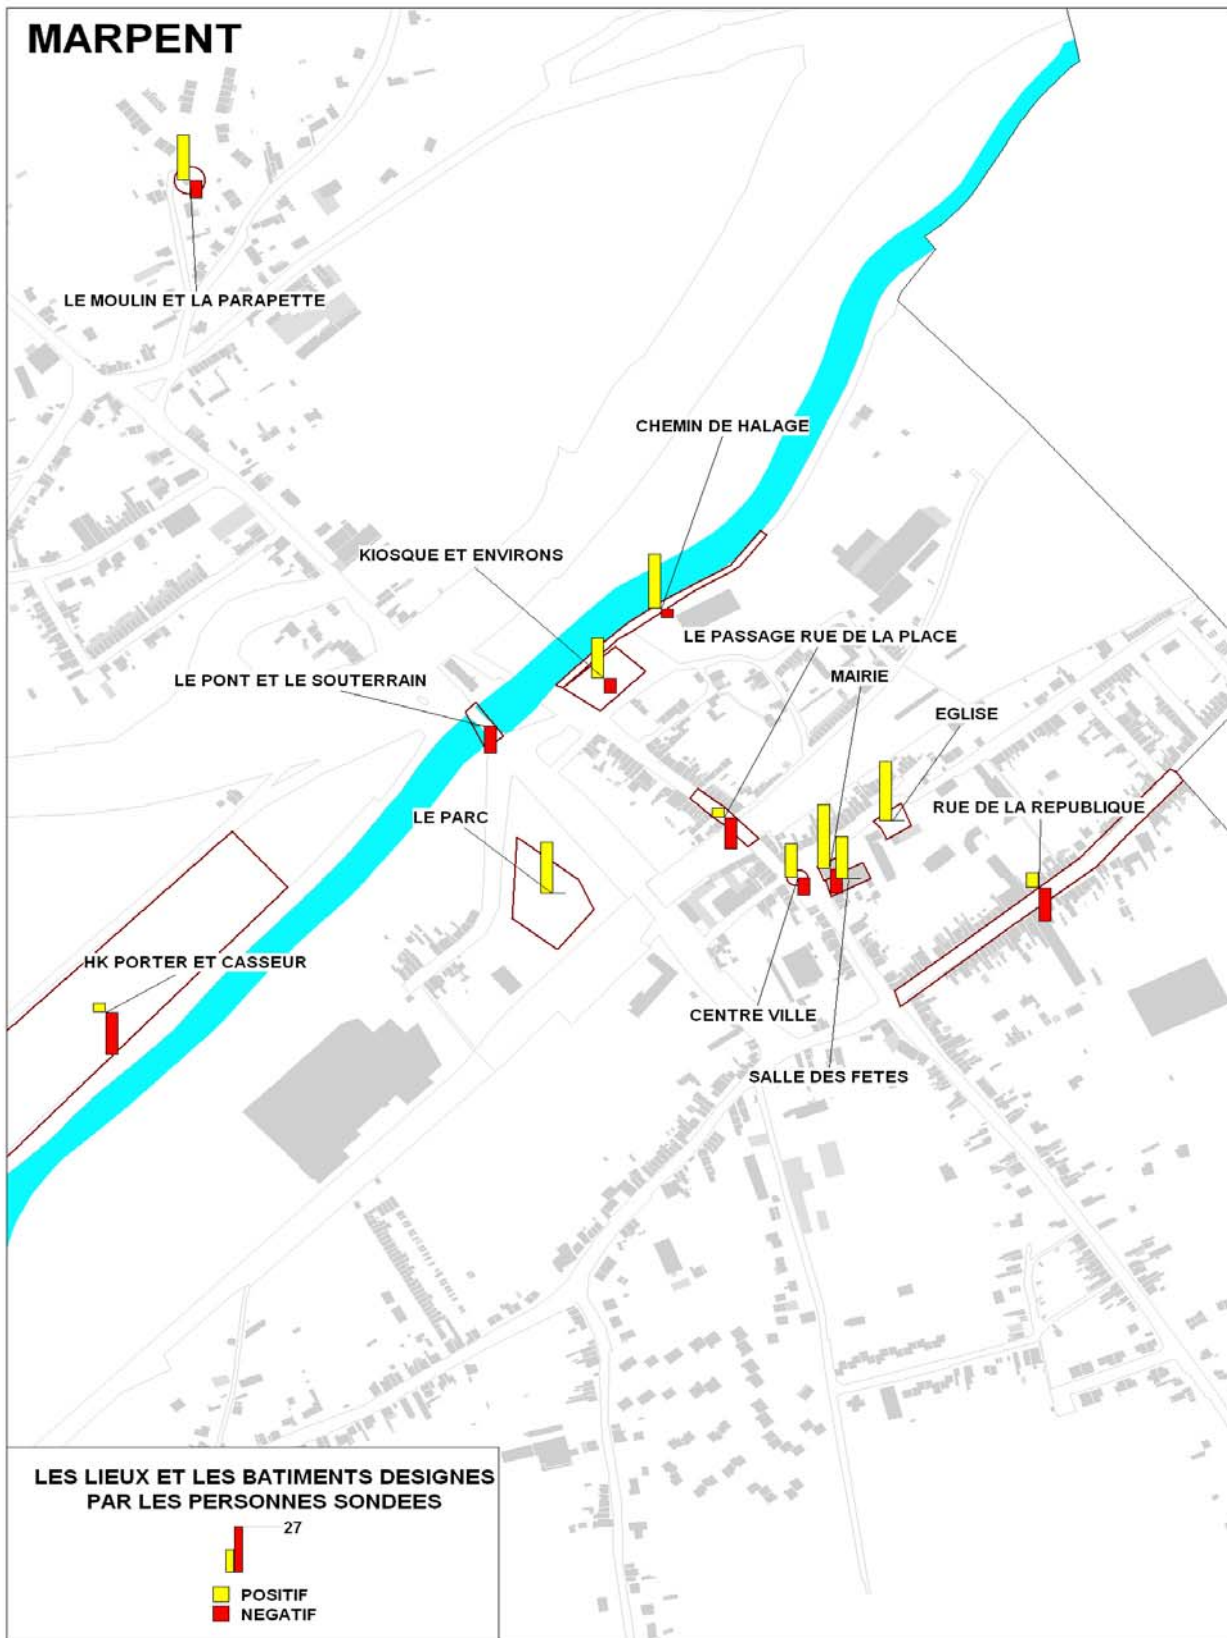 MARPENT
LE MOULIN ET LA PARAPETTE
CHEMIN DE HALAGE
KIOSQUE ET ENVIRONS
LE PASSAGE RUE DE LA PLACE
LE PONT ET LE SOUTERRAIN
MAIRIE
EGLISE
RUE DE LA REPUBLIQUE
LE PARC
HK PORTER ET CASSEUR
CENTRE VILLE
SALLE DES FETES
LES LIEUX ET LES BATIMENTS DESIGNES
PAR LES PERSONNES SONDEES
27
POSITIF
NEGATIF